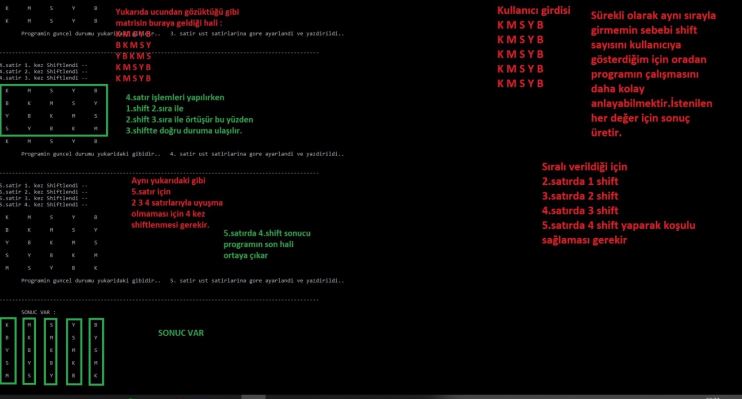 K M S Y B
Programin guncel durumu yukaridaki gibidir.. 3. satir ust satirlarina gore ayarlandi ve yazdirildi..
Yukarıda ucundan gözüktüğü gibi
matrisin buraya geldiği hali :
K M S Y B
B K M S Y
Y B K M S
K M S Y B
K M S Y B
4.satir 1. kez Shiftlendi --
4.satir 2. kez Shiftlendi --
4.satir 3. kez Shiftlendi --
K M S Y B
B K M S Y
Y B K M S
S Y B K M
4.satır işlemleri yapılırken
1.shift 2.sıra ile
2.shift 3.sıra ile örtüşür bu yüzden
3.shiftte doğru duruma ulaşılır.
K M S Y B
Programin guncel durumu yukaridaki gibidir.. 4. satir ust satirlarina gore ayarlandi ve yazdirildi..
5.satir 1. kez Shiftlendi --
5.satir 2. kez Shiftlendi --
5.satir 3. kez Shiftlendi --
5.satir 4. kez Shiftlendi --
Aynı yukarıdaki gibi
5.satır için
2 3 4 satırlarıyla uyuşma
olmaması için 4 kez
shiftlenmesi gerekir.
K M S Y B
B K M S Y
Y B K M S
S Y B K M
M S Y B K
5.satırda 4.shift sonucu
programın son hali
ortaya çıkar
Programin guncel durumu yukaridaki gibidir.. 5. satir ust satirlarina gore ayarlandi ve yazdirildi..
SONUC VAR :
K M S Y B
B K M S Y
Y B K M S
S Y B K M
M S Y B K
SONUC VAR
Kullanıcı girdisi
K M S Y B
K M S Y B
K M S Y B
K M S Y B
K M S Y B
Sürekli olarak aynı sırayla
girmemin sebebi shift
sayısını kullanıcıya
gösterdiğim için oradan
programın çalışmasını
daha kolay
anlayabilmektir.İstenilen
her değer için sonuç
üretir.
Sıralı verildiği için
2.satırda 1 shift
3.satırda 2 shift
4.satırda 3 shift
5.satırda 4 shift yaparak koşulu
sağlaması gerekir